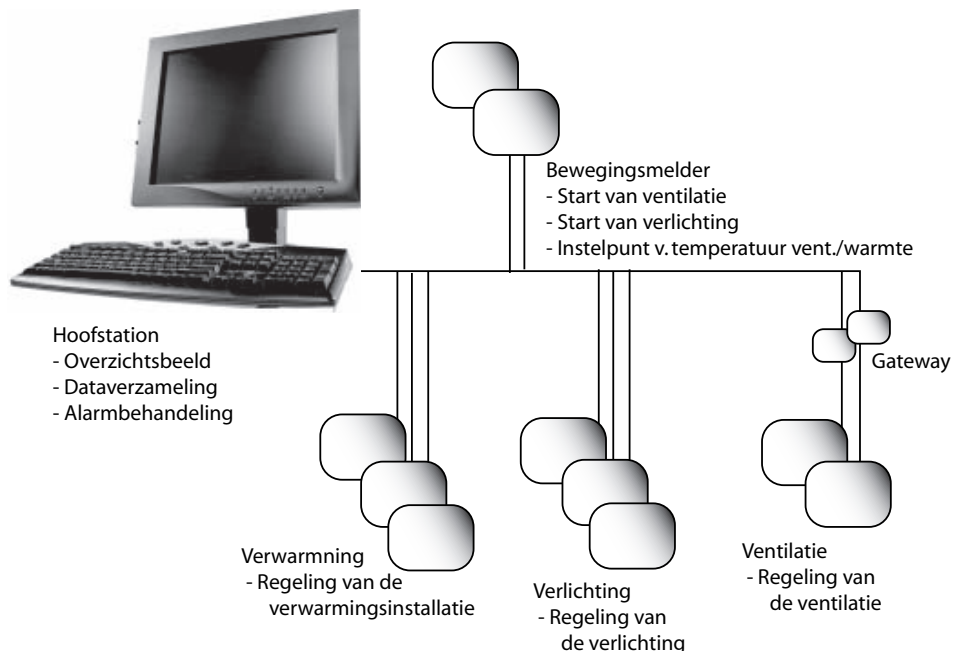 Bewegingsmelder
- Start van ventilatie
- Start van verlichting
- Instelpunt v. temperatuur vent./warmte
Hoofstation
- Overzichtsbeeld
- Dataverzameling
- Alarmbehandeling
Gateway
Verwarmning
- Regeling van de
verwarmingsinstallatie
Verlichting
- Regeling van
de verlichting
Ventilatie
- Regeling van
de ventilatie